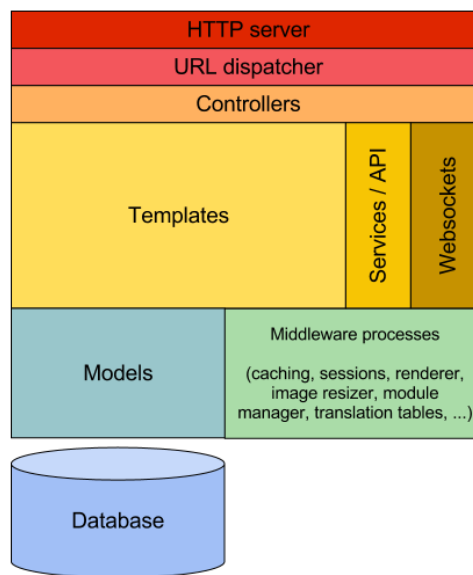 HTTP server
URL dispatcher
Controllers
Templates
Services / API
Websockets
Models
Middleware processes
(caching, sessions, renderer,
image resizer, module
manager, translation tables, ...)
Database